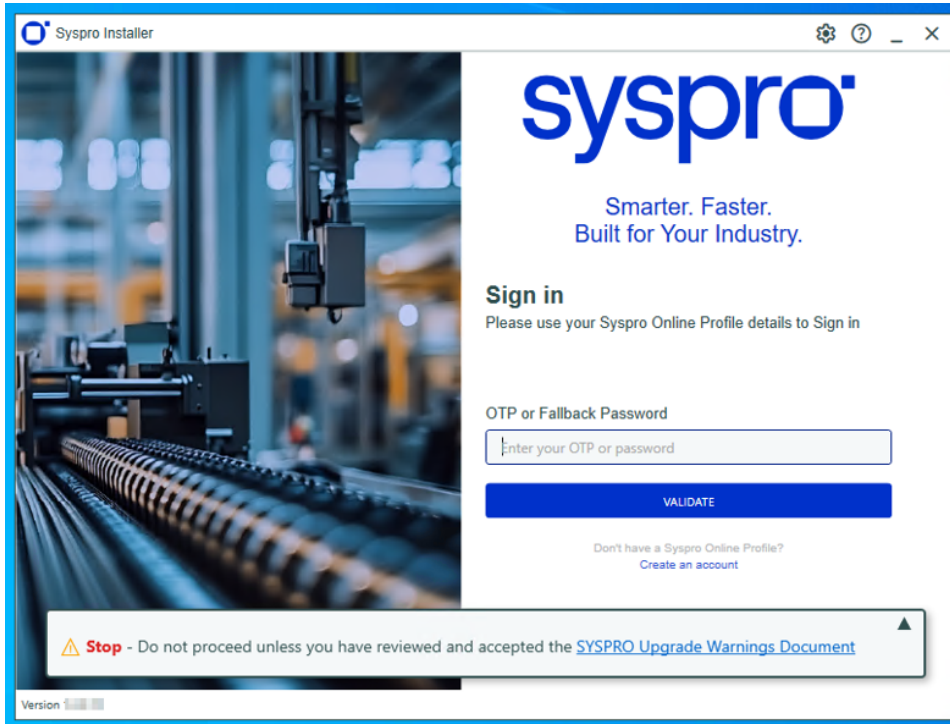 Syspro Installer
syspro
Smarter. Faster.
Built for Your Industry.
Sign in
Please use your Syspro Online Profile details to Sign in
OTP or Fallback Password
Enter your OTP or password
VALIDATE
Don't have a Syspro Online Profile?
Create an account
Stop - Do not proceed unless you have reviewed and accepted the SYSPRO Upgrade Warnings Document
Version